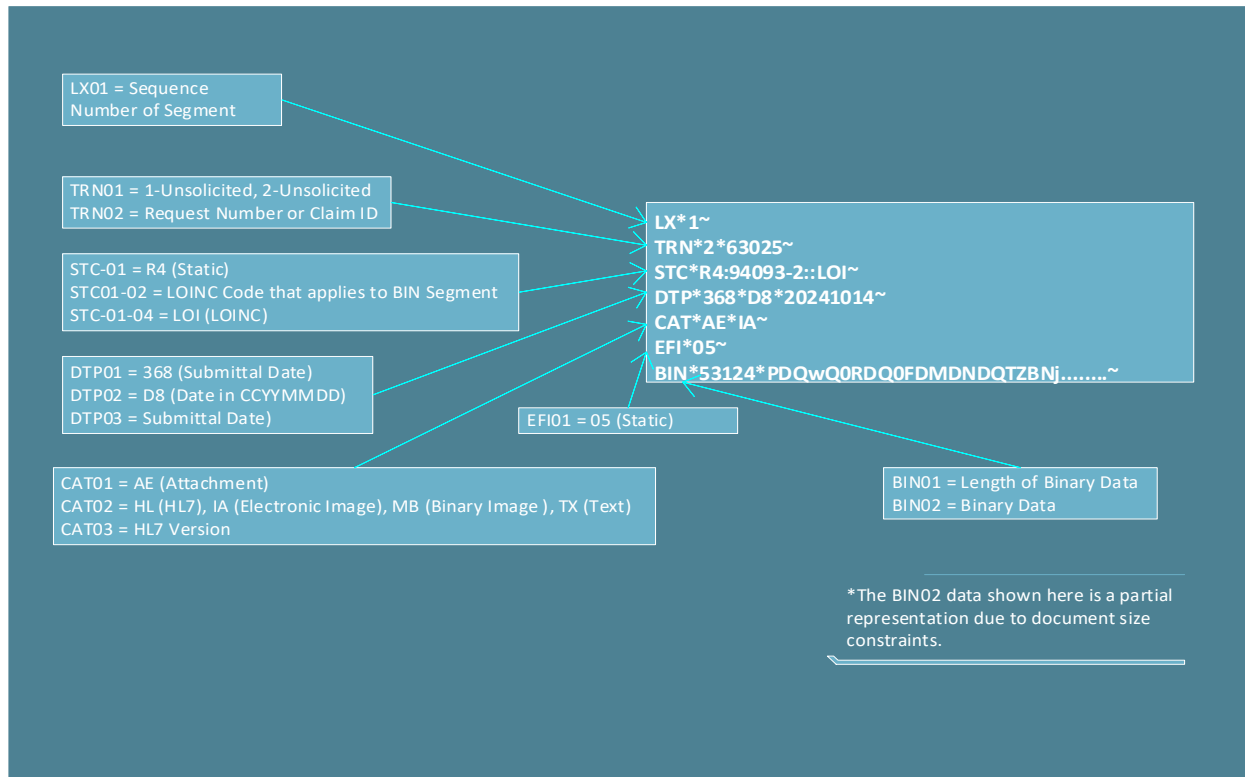 LX01 = Sequence
Number of Segment
TRN01 = 1-Unsolicited, 2-Unsolicited
TRN02 = Request Number or Claim ID
STC-01 = R4 (Static)
STC01-02 = LOINC Code that applies to BIN Segment
STC-01-04 = LOI (LOINC)
DTP01 = 368 (Submittal Date)
DTP02 = D8 (Date in CCYYMMDD)
DTP03 = Submittal Date)
EFI01 = 05 (Static)
CAT01 = AE (Attachment)
CAT02 = HL (HL7), IA (Electronic Image), MB (Binary Image ), TX (Text)
CAT03 = HL7 Version
LX*1~
TRN*2*63025~
STC*R4:94093-2::LOI~
DTP*368*D8*20241014~
CAT*AE*IA~
EFI*05~
BIN*53124*PDQwQ0RDQ0FDMDNDQTZBNj........~
BIN01 = Length of Binary Data
BIN02 = Binary Data
*The BIN02 data shown here is a partial
representation due to document size
constraints.